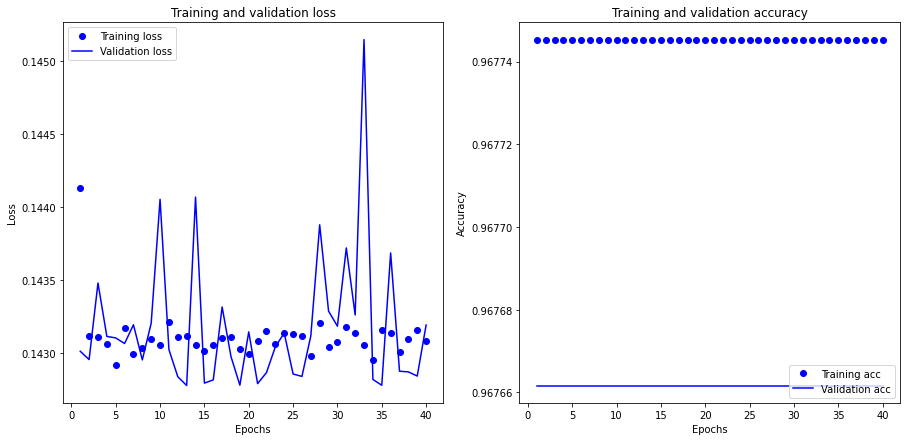 Training and validation loss
Training loss
Validation loss
0.1450
0.1445
0.1440
0.1435
0.1430
Loss
0
5
10
15
20
25
30
35
40
Epochs
Training and validation accuracy
0.96774
0.96772
0.96770
0.96768
0.96766
Accuracy
Training acc
Validation acc
0
5
10
15
20
25
30
35
40
Epochs